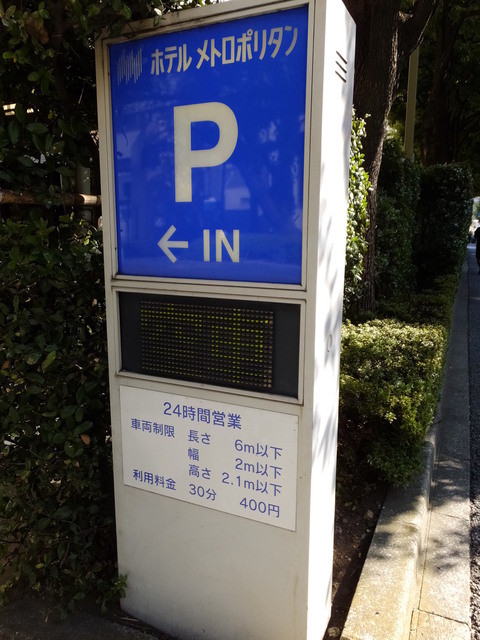 ホテル メトロポリタン
P
← IN
24時間営業
車両制限 長さ 6m以下
幅 2m以下
高さ 2.1m以下
利用料金 30分 400円